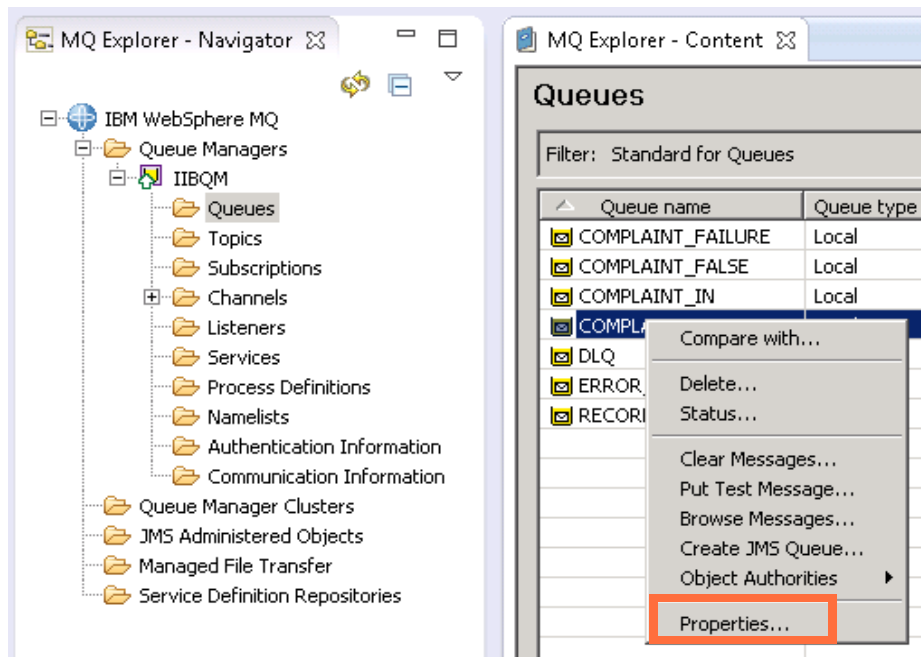 MQ Explorer - Navigator
IBM WebSphere MQ
Queue Managers
IIBQM
Queues
Topics
Subscriptions
Channels
Listeners
Services
Process Definitions
Namelists
Authentication Information
Communication Information
Queue Manager Clusters
JMS Administered Objects
Managed File Transfer
Service Definition Repositories
MQ Explorer - Content
Queues
Filter: Standard for Queues
Queue name Queue type
COMPLAINT_FAILURE Local
COMPLAINT_FALSE Local
COMPLAINT_IN Local
DLQ
ERROR_
Compare with...
Delete...
Status...
Clear Messages...
Put Test Message...
Browse Messages...
Create JMS Queue...
Object Authorities
Properties...